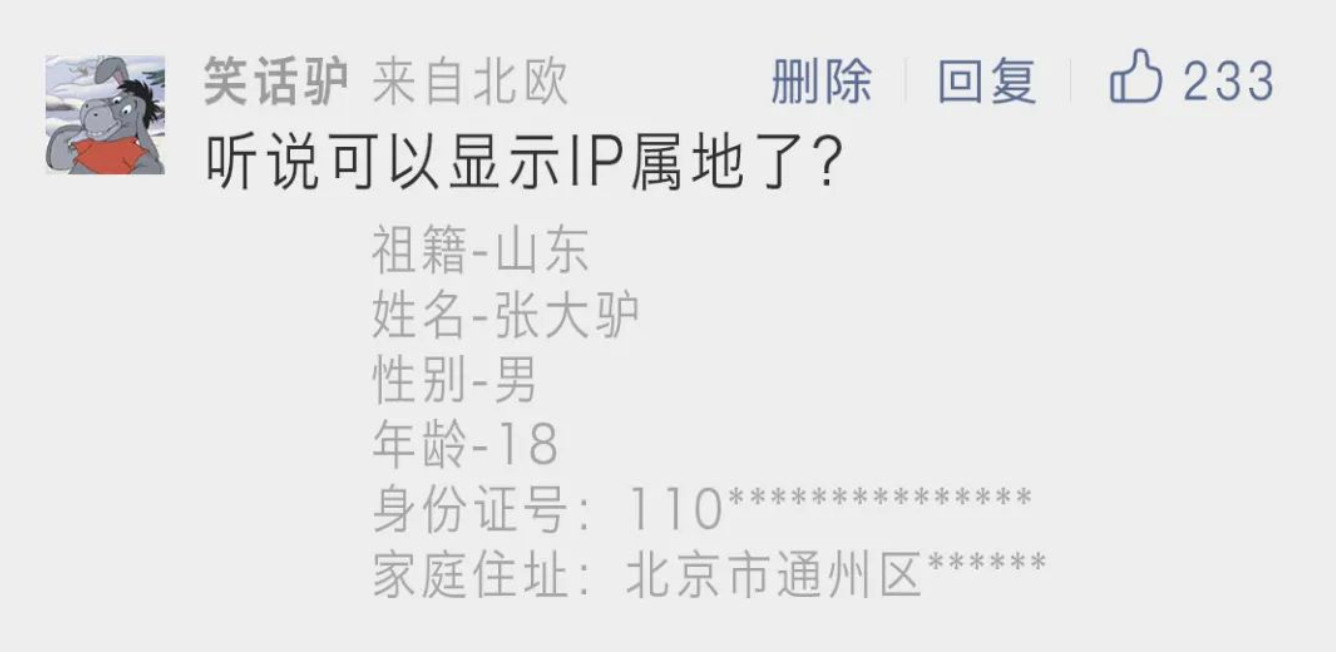 笑话驴 来自北欧 删除 回复 233
听说可以显示IP属地了?
祖籍-山东
姓名-张大驴
性别-男
年龄-18
身份证号：110***************
家庭住址：北京市通州区******